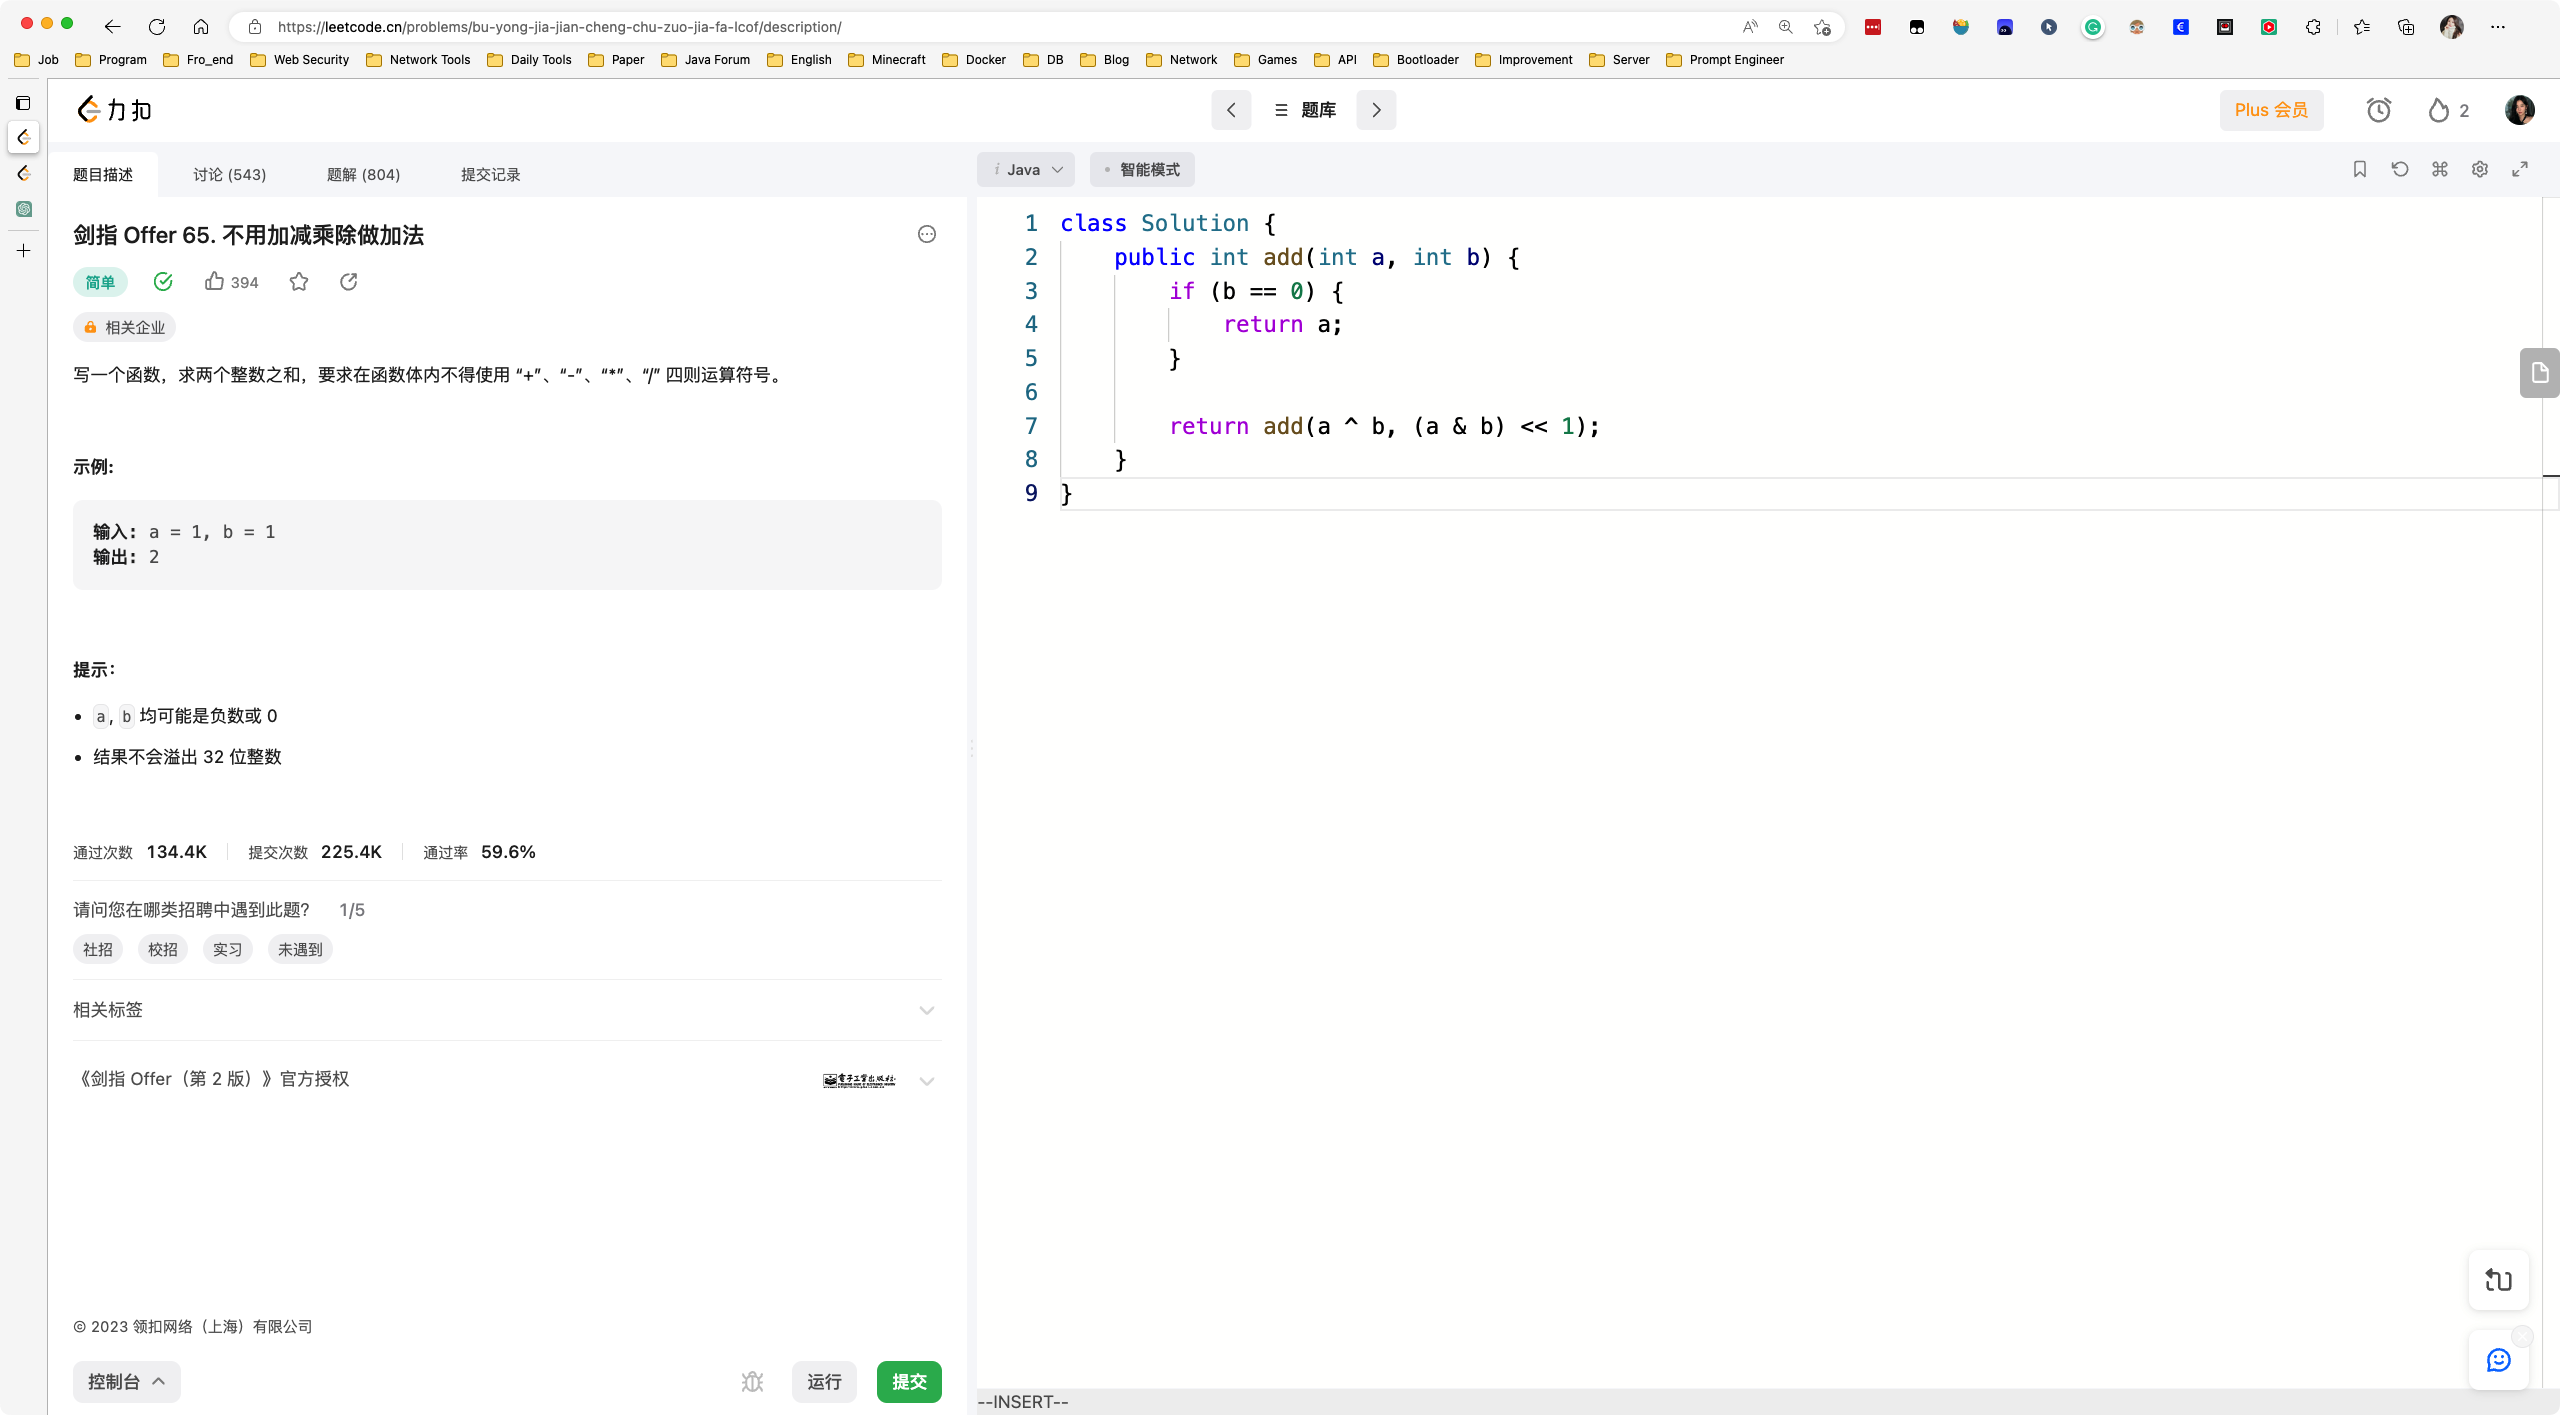 https://leetcode.cn/problems/bu-yong-jia-jian-cheng-chu-zuo-jia-fa-lcof/description/
Job Program Fro_end Web Security Network Tools Daily Tools Paper Java Forum English Minecraft Docker DB Blog Network Games API Bootloader Improvement Server Prompt Engineer
力扣
题库
Plus 会员
2
题目描述 讨论 (543) 题解 (804) 提交记录
剑指 Offer 65. 不用加减乘除做加法
简单 394
相关企业
写一个函数，求两个整数之和，要求在函数体内不得使用 “+”、“-”、“*”、“/” 四则运算符号。
示例:
输入: a = 1, b = 1
输出: 2
提示：
a, b 均可能是负数或 0
结果不会溢出 32 位整数
通过次数 134.4K 提交次数 225.4K 通过率 59.6%
请问您在哪类招聘中遇到此题？ 1/5
社招 校招 实习 未遇到
相关标签
《剑指 Offer（第 2 版）》官方授权
電子工業出版社
© 2023 领扣网络（上海）有限公司
控制台 运行 提交
i Java 智能模式
1 class Solution {
2 public int add(int a, int b) {
3 if (b == 0) {
4 return a;
5 }
6
7 return add(a ^ b, (a & b) << 1);
8 }
9 }
--INSERT--